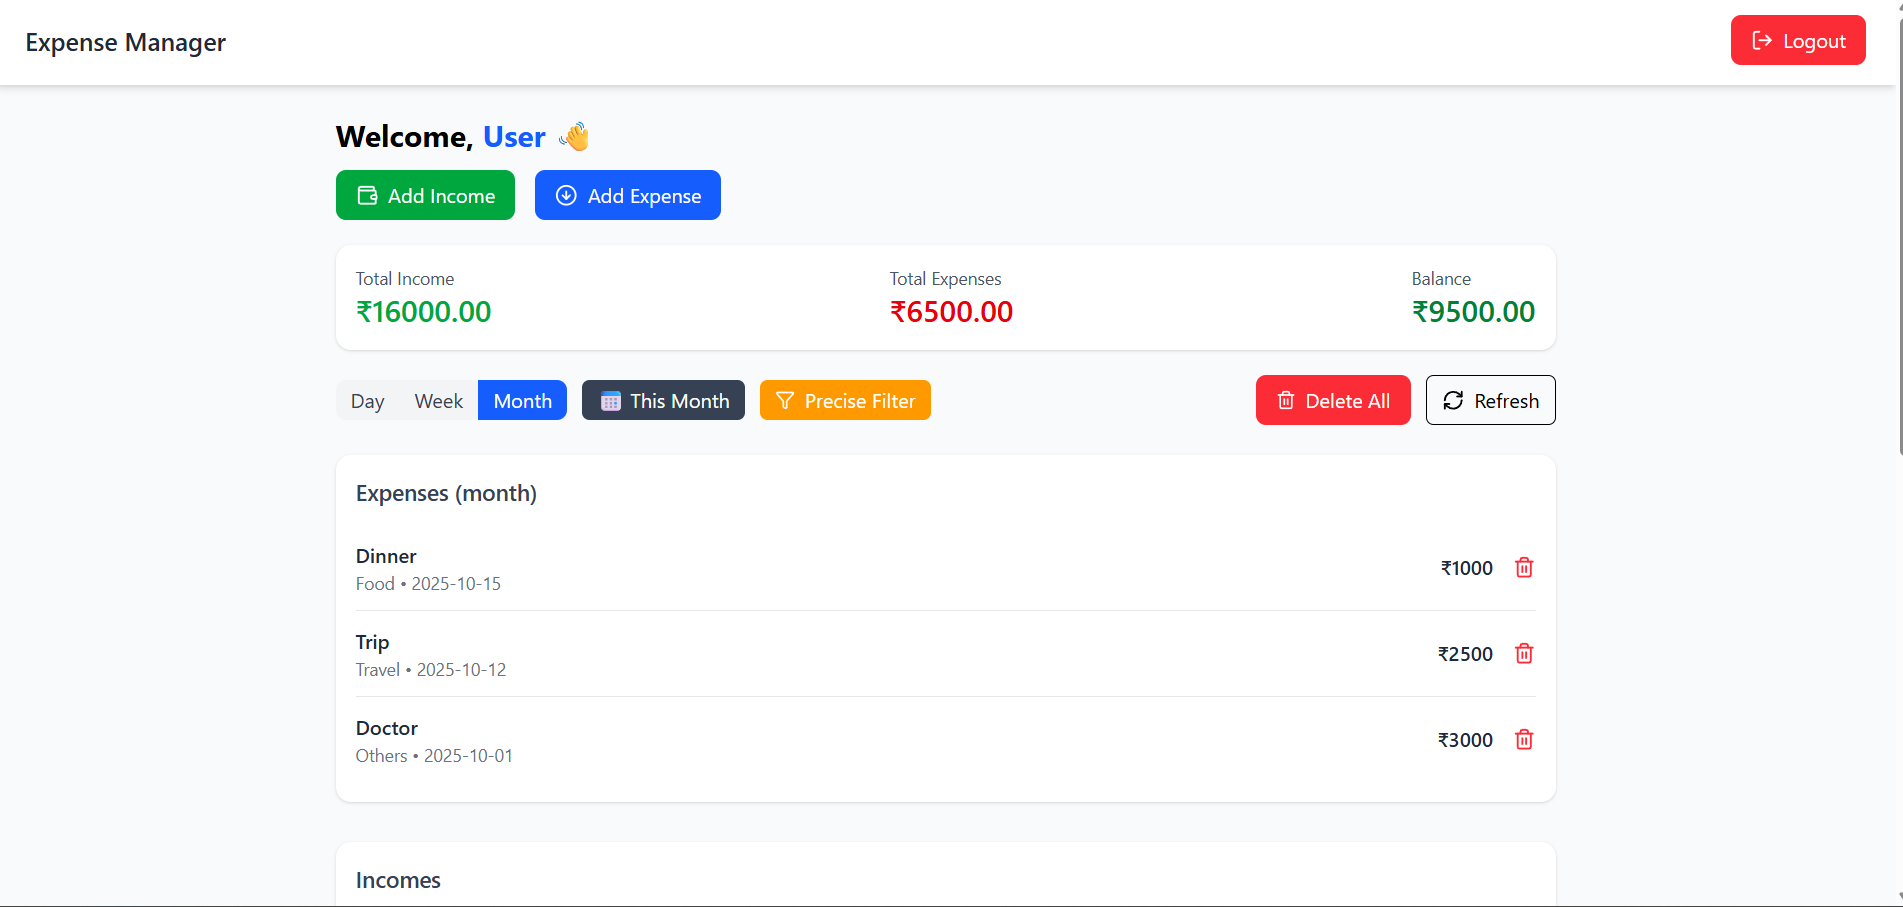 Expense Manager
Logout
Welcome, User 👋
Add Income
Add Expense
Total Income
Total Expenses
Balance
₹16000.00
₹6500.00
₹9500.00
Day
Week
Month
This Month
Precise Filter
Delete All
Refresh
Expenses (month)
Dinner
Food • 2025-10-15
₹1000
Trip
Travel • 2025-10-12
₹2500
Doctor
Others • 2025-10-01
₹3000
Incomes